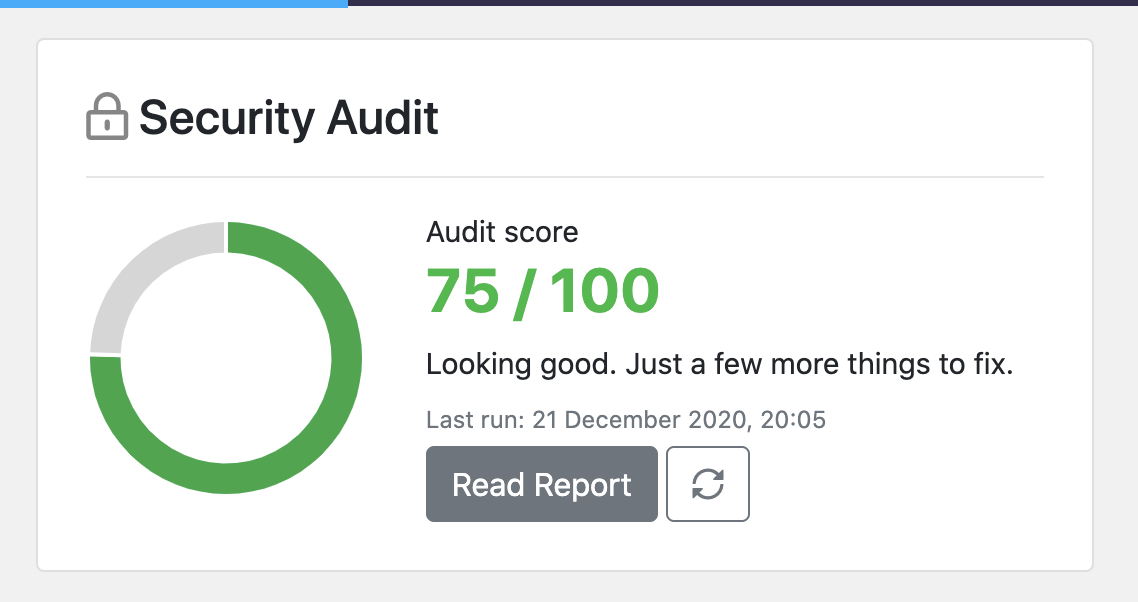 Security Audit
Audit score
75 / 100
Looking good. Just a few more things to fix.
Last run: 21 December 2020, 20:05
Read Report